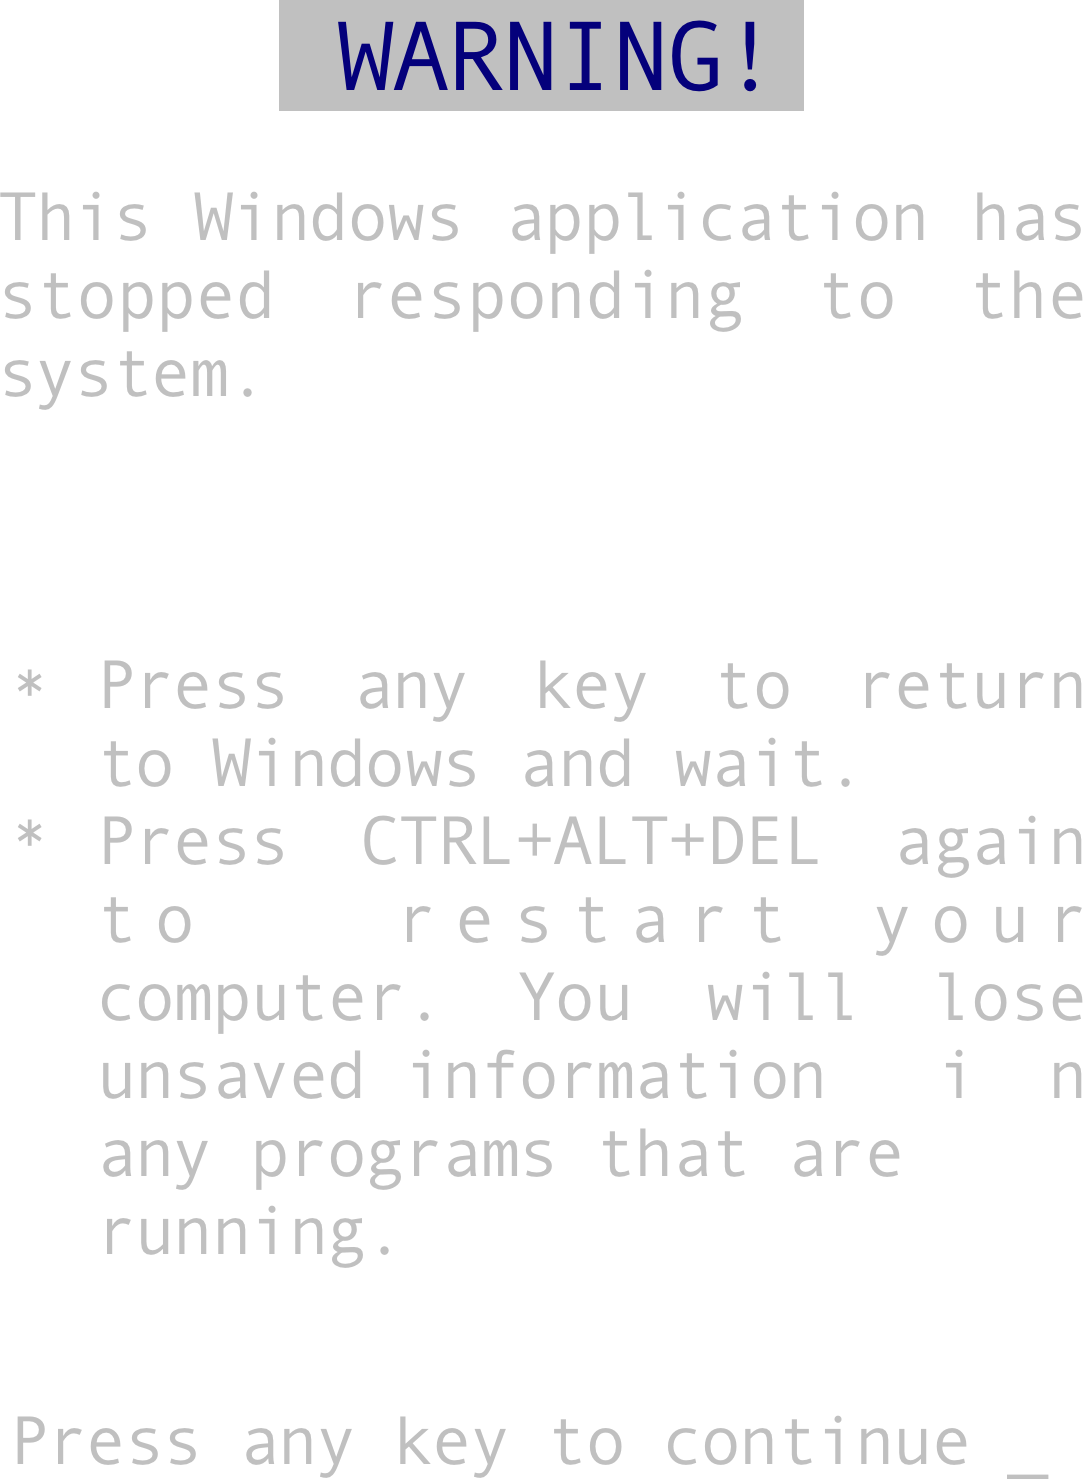 WARNING!
This Windows application has
stopped responding to the
system.
* Press any key to return
to Windows and wait.
* Press CTRL+ALT+DEL again
to restart your
computer. You will lose
unsaved information in
any programs that are
running.
Press any key to continue _